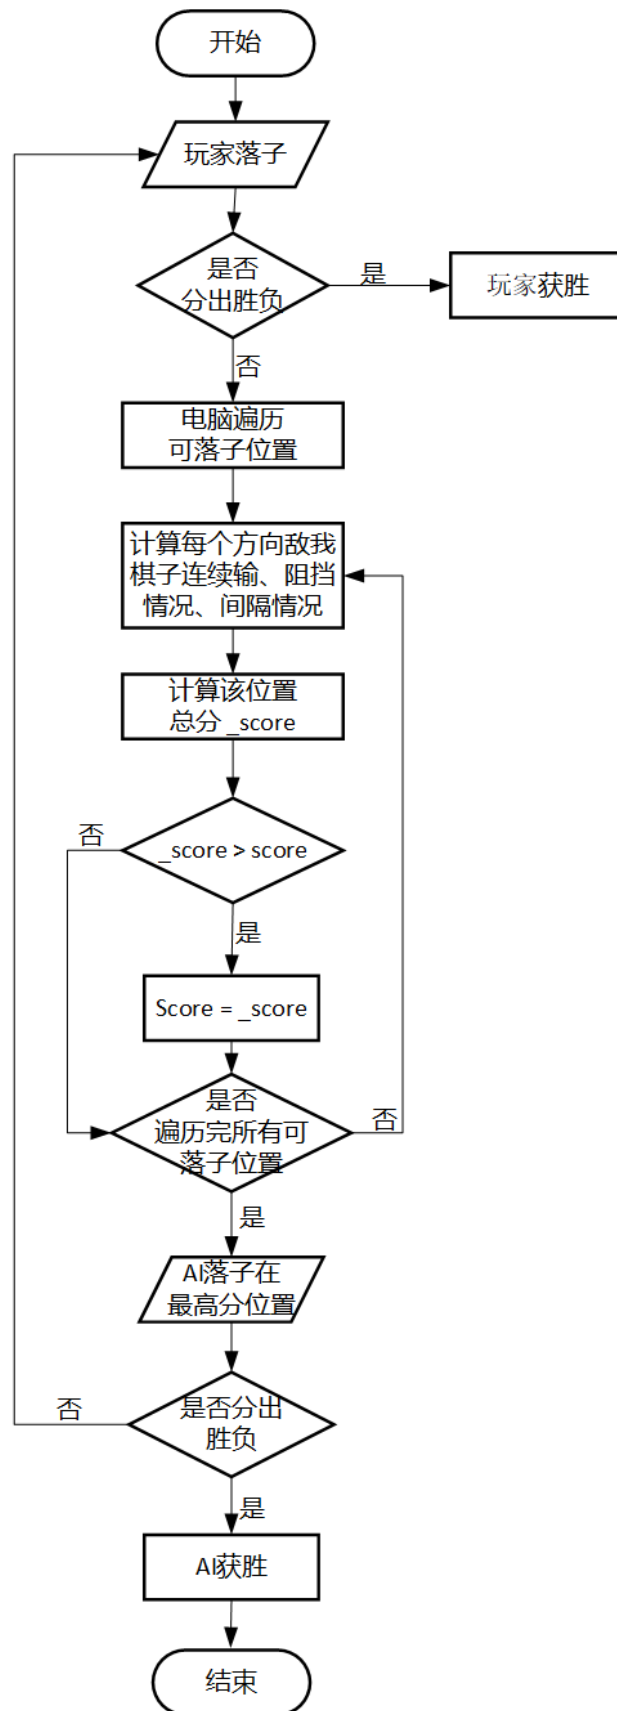 开始
玩家落子
是否
分出胜负
是
玩家获胜
否
电脑遍历
可落子位置
计算每个方向敌我
棋子连续输、阻挡
情况、间隔情况
计算该位置
总分 _score
否
_score > score
是
Score = _score
是否
遍历完所有可
落子位置
否
是
AI落子在
最高分位置
否
是否分出
胜负
是
AI获胜
结束